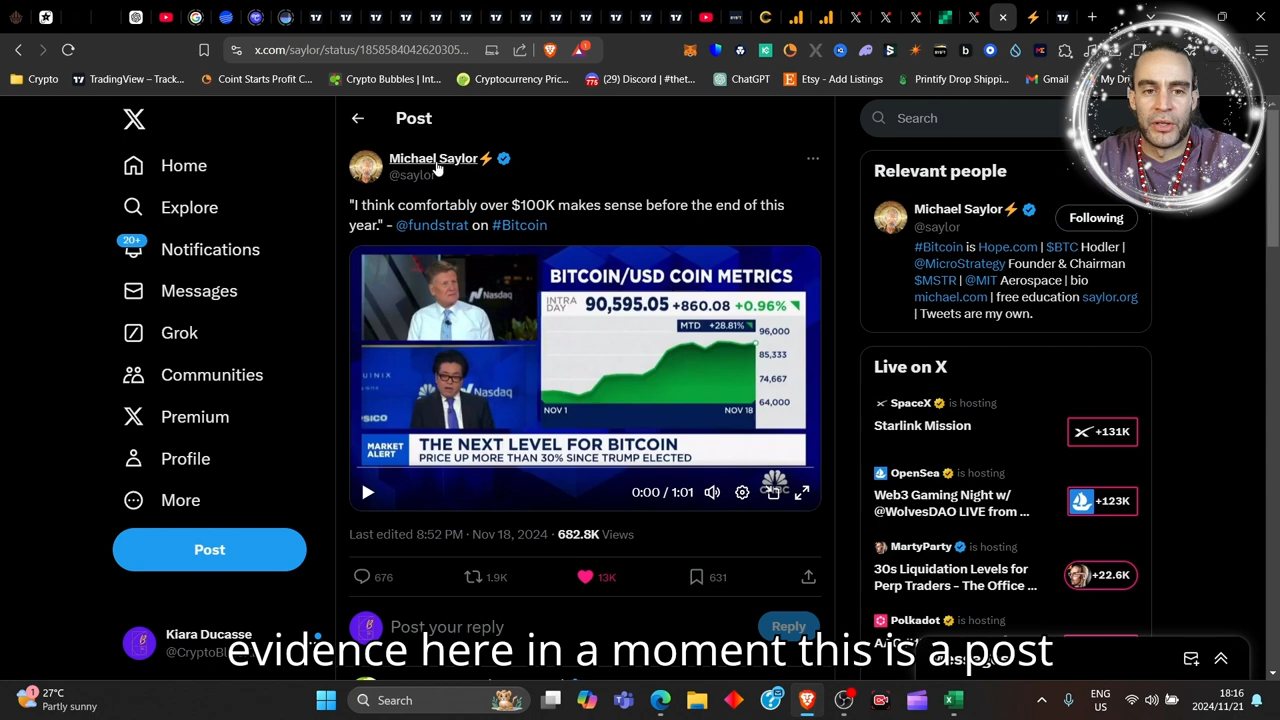 x.com/saylor/status/1858584042620305...
Crypto
TradingView – Track...
Coint Starts Profit C...
Crypto Bubbles | Int...
Cryptocurrency Pric...
(29) Discord | #thet...
ChatGPT
Etsy - Add Listings
Printify Drop Shippi...
Gmail
Home
Explore
20+
Notifications
Messages
Grok
Communities
Premium
Profile
More
Post
Kiara Ducasse
Post
Michael Saylor⚡
@saylor
"I think comfortably over $100K makes sense before the end of this
year." - @fundstrat on #Bitcoin
Nasdaq
Nasdaq
BITCOIN/USD COIN METRICS
INTRA DAY 90,595.05 +860.08 +0.96%
MTD +28.81%
96,000
85,333
74,667
64,000
NOV 1
NOV 18
MARKET ALERT
THE NEXT LEVEL FOR BITCOIN
PRICE UP MORE THAN 30% SINCE TRUMP ELECTED
CNBC
0:00 / 1:01
Last edited 8:52 PM · Nov 18, 2024 · 682.8K Views
676
1.9K
13K
631
Post your reply
Reply
Search
Relevant people
Michael Saylor⚡
@saylor
Following
#Bitcoin is Hope.com | $BTC Hodler |
@MicroStrategy Founder & Chairman
$MSTR | @MIT Aerospace | bio
michael.com | free education saylor.org
| Tweets are my own.
Live on X
SpaceX is hosting
Starlink Mission
+131K
OpenSea is hosting
Web3 Gaming Night w/
@WolvesDAO LIVE from ...
+123K
MartyParty is hosting
30s Liquidation Levels for
Perp Traders – The Office ...
+22.6K
Polkadot is hosting
evidence here in a moment this is a post
1
27°C
Partly sunny
Search
ENG
US
18:16
2024/11/21